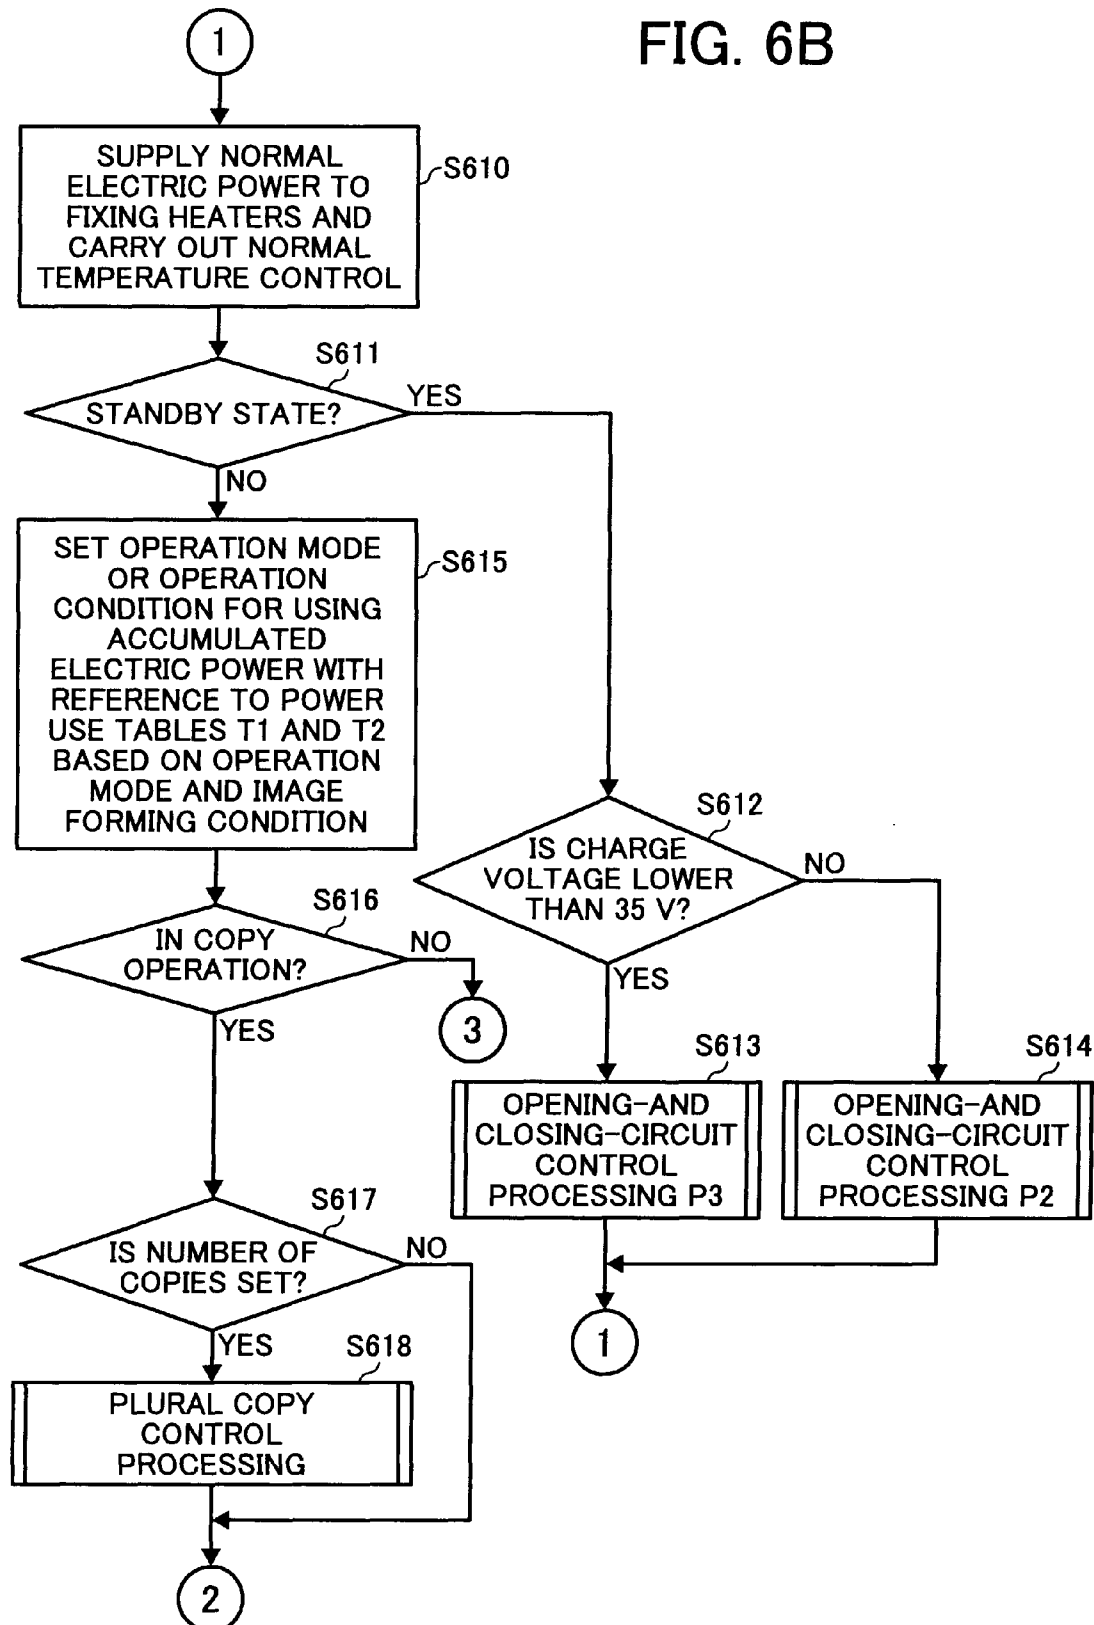 FIG. 6B
1
SUPPLY NORMAL
ELECTRIC POWER TO
FIXING HEATERS AND
CARRY OUT NORMAL
TEMPERATURE CONTROL
S610
S611
STANDBY STATE?
YES
NO
SET OPERATION MODE
OR OPERATION
CONDITION FOR USING
ACCUMULATED
ELECTRIC POWER WITH
REFERENCE TO POWER
USE TABLES T1 AND T2
BASED ON OPERATION
MODE AND IMAGE
FORMING CONDITION
S615
S612
IS CHARGE
VOLTAGE LOWER
THAN 35 V?
NO
YES
S616
IN COPY
OPERATION?
NO
3
YES
S613
OPENING-AND
CLOSING-CIRCUIT
CONTROL
PROCESSING P3
S614
OPENING-AND
CLOSING-CIRCUIT
CONTROL
PROCESSING P2
1
S617
IS NUMBER OF
COPIES SET?
NO
YES
S618
PLURAL COPY
CONTROL
PROCESSING
2